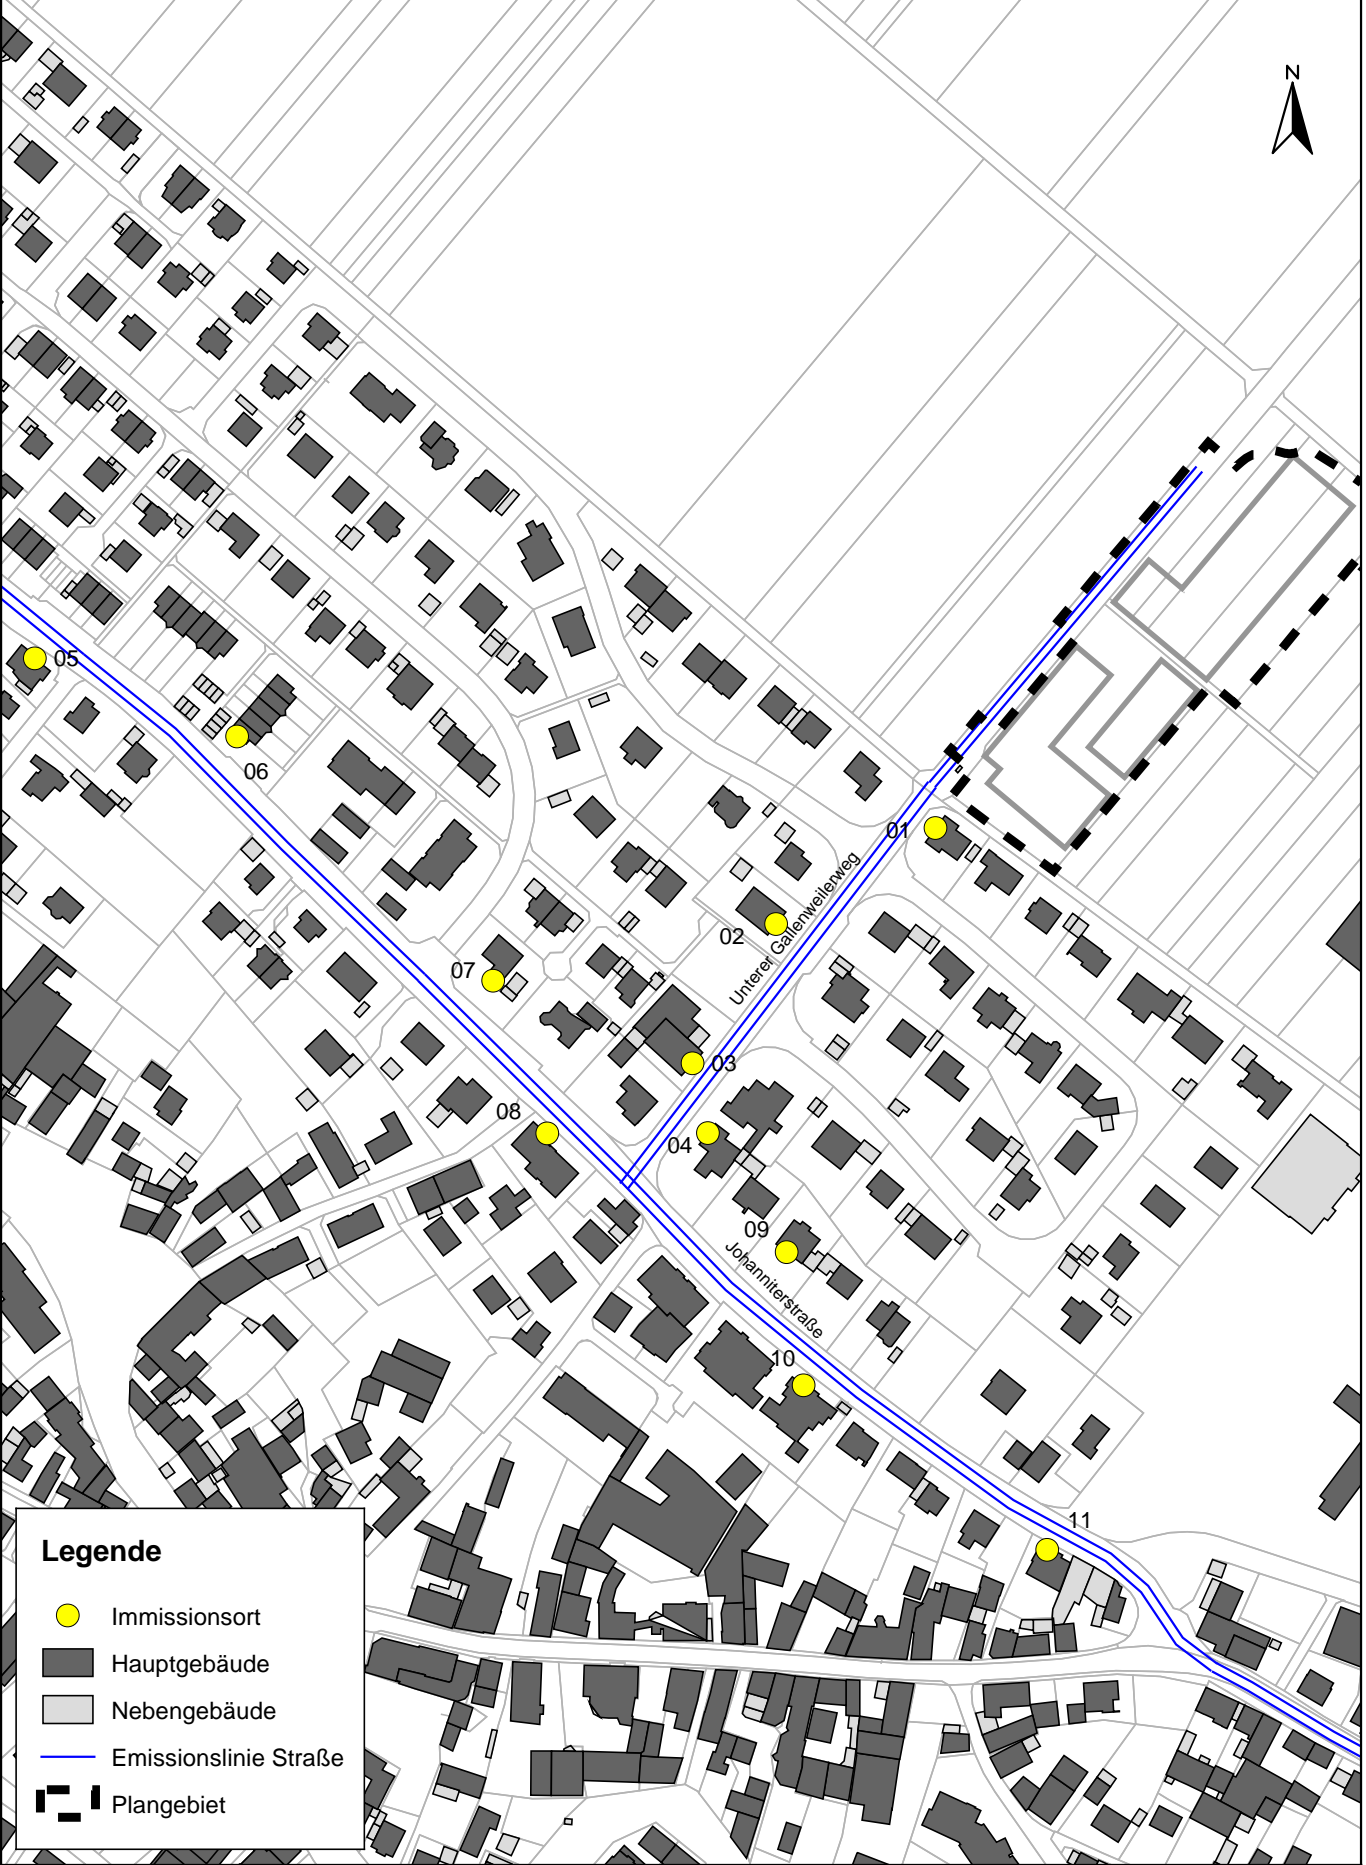 N
05
06
01
Unterer Gallenweilerweg
02
07
03
08
04
09
Johanniterstraße
10
11
Legende
Immissionsort
Hauptgebäude
Nebengebäude
Emissionslinie Straße
Plangebiet